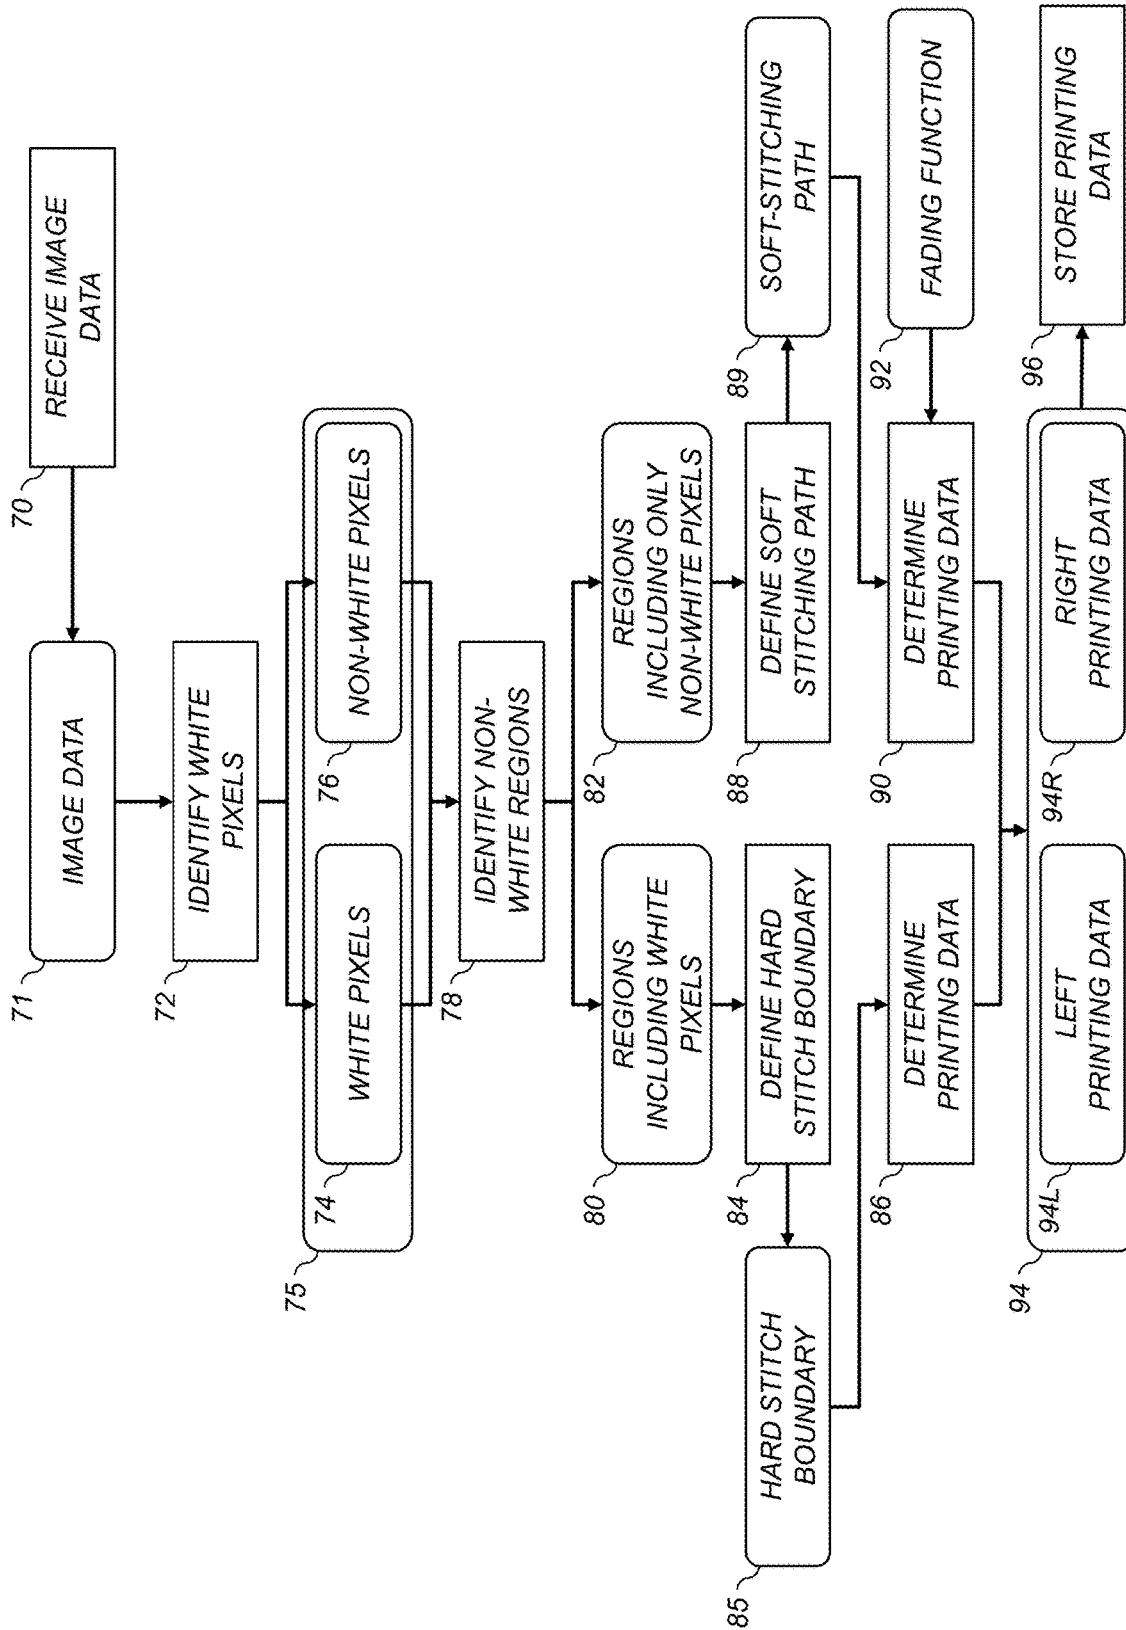 RECEIVE IMAGE
DATA
70
IMAGE DATA
71
IDENTIFY WHITE
PIXELS
72
75
WHITE PIXELS
74
NON-WHITE PIXELS
76
IDENTIFY NON-
WHITE REGIONS
78
REGIONS
INCLUDING WHITE
PIXELS
80
REGIONS
INCLUDING ONLY
NON-WHITE PIXELS
82
HARD STITCH
BOUNDARY
85
DEFINE HARD
STITCH BOUNDARY
84
DEFINE SOFT
STITCHING PATH
88
SOFT-STITCHING
PATH
89
DETERMINE
PRINTING DATA
86
DETERMINE
PRINTING DATA
90
FADING FUNCTION
92
94
LEFT
PRINTING DATA
94L
RIGHT
PRINTING DATA
94R
STORE PRINTING
DATA
96